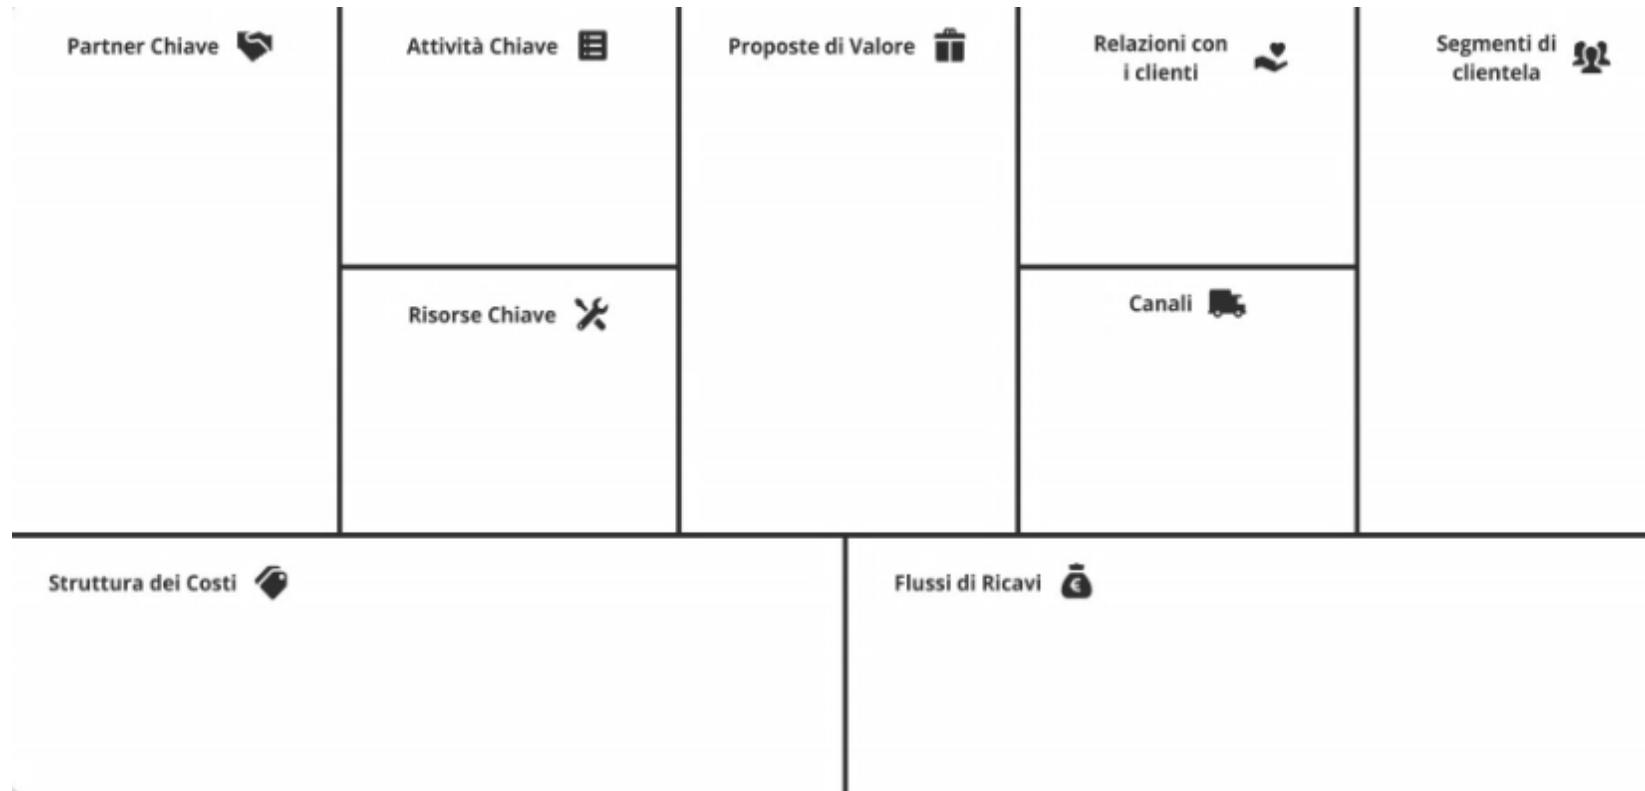 Partner Chiave
Attività Chiave
Proposte di Valore
Relazioni con
i clienti
Segmenti di
clientela
Risorse Chiave
Canali
Struttura dei Costi
Flussi di Ricavi
€